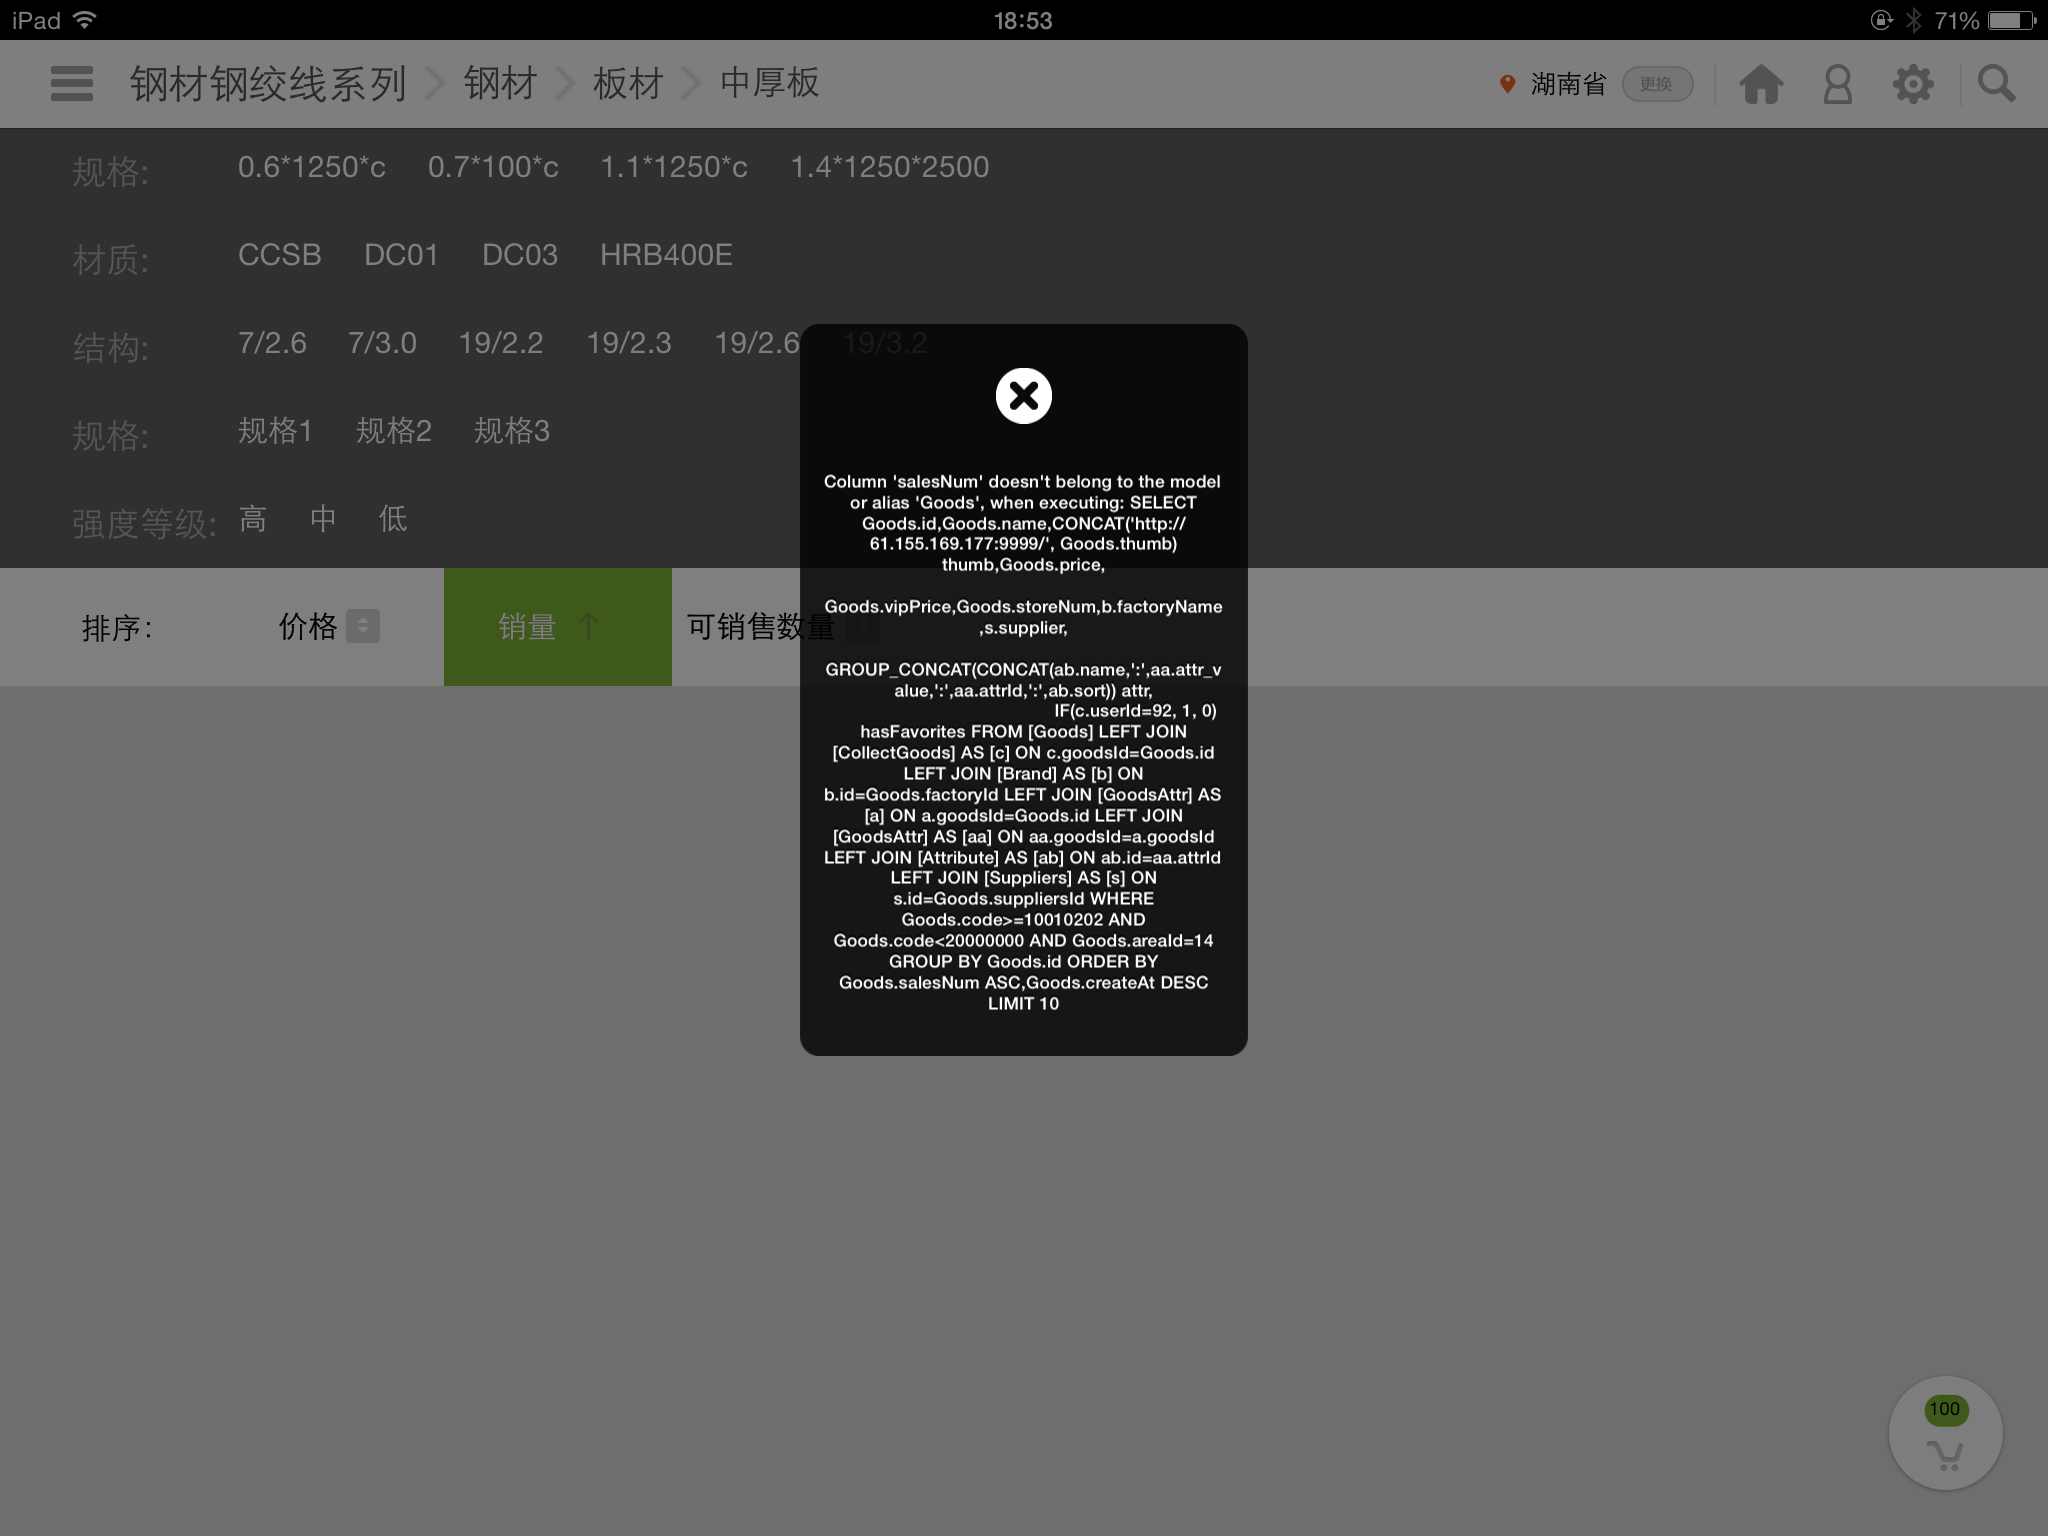 iPad 18:53 71%
钢材钢绞线系列 钢材 板材 中厚板 湖南省 更换
规格: 0.6*1250*c 0.7*100*c 1.1*1250*c 1.4*1250*2500
材质: CCSB DC01 DC03 HRB400E
结构: 7/2.6 7/3.0 19/2.2 19/2.3 19/2.6 19/3.2
规格: 规格1 规格2 规格3
强度等级: 高 中 低
排序: 价格 销量 ↑ 可销售数量
Column 'salesNum' doesn't belong to the model
or alias 'Goods', when executing: SELECT
Goods.id,Goods.name,CONCAT('http://
61.155.169.177:9999/', Goods.thumb)
thumb,Goods.price,
Goods.vipPrice,Goods.storeNum,b.factoryName
,s.supplier,
GROUP_CONCAT(CONCAT(ab.name,':',aa.attr_v
alue,':',aa.attrId,':',ab.sort)) attr,
IF(c.userId=92, 1, 0)
hasFavorites FROM [Goods] LEFT JOIN
[CollectGoods] AS [c] ON c.goodsId=Goods.id
LEFT JOIN [Brand] AS [b] ON
b.id=Goods.factoryId LEFT JOIN [GoodsAttr] AS
[a] ON a.goodsId=Goods.id LEFT JOIN
[GoodsAttr] AS [aa] ON aa.goodsId=a.goodsId
LEFT JOIN [Attribute] AS [ab] ON ab.id=aa.attrId
LEFT JOIN [Suppliers] AS [s] ON
s.id=Goods.suppliersId WHERE
Goods.code>=10010202 AND
Goods.code<20000000 AND Goods.areaId=14
GROUP BY Goods.id ORDER BY
Goods.salesNum ASC,Goods.createAt DESC
LIMIT 10
100